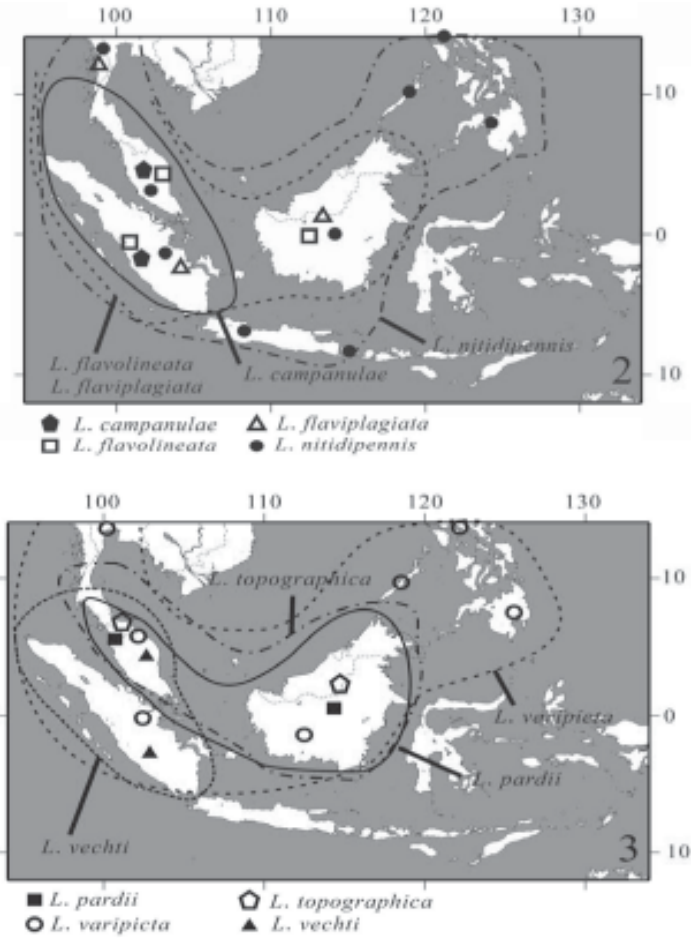 100 110 120 130
10
0
L. flavolineata
L. flaviplagiata
L. campanulae
L. nitidipennis
10
2
L. campanulae L. flaviplagiata
L. flavolineata L. nitidipennis
100 110 120 130
L. topographica
10
L. varipicta
0
L. pardii
L. vechti
3
10
L. pardii L. topographica
L. varipicta L. vechti